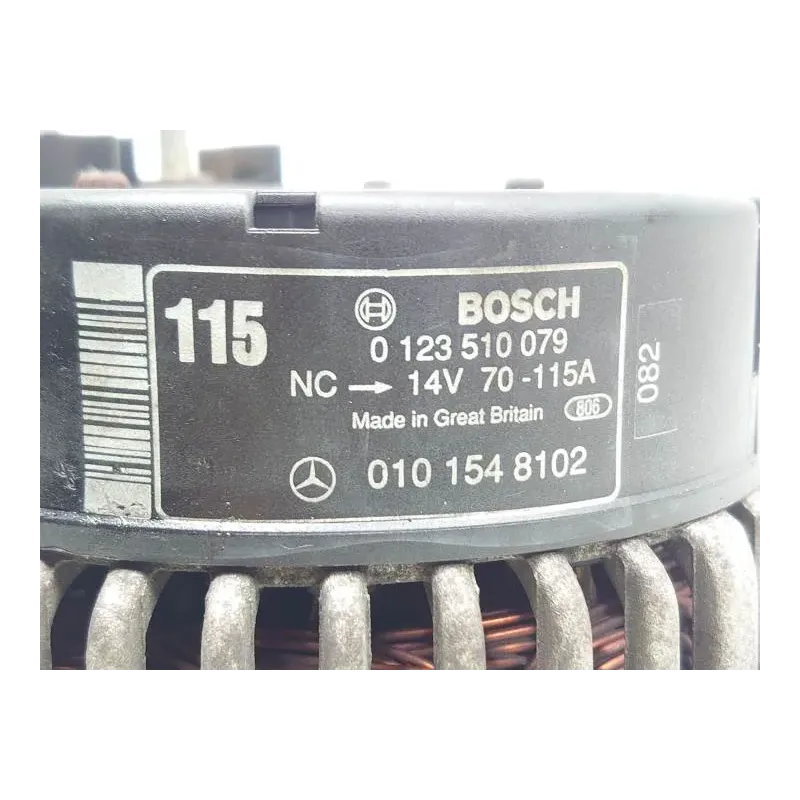 115
BOSCH
0 123 510 079
NC → 14V 70-115A
Made in Great Britain 806
010 154 8102
082